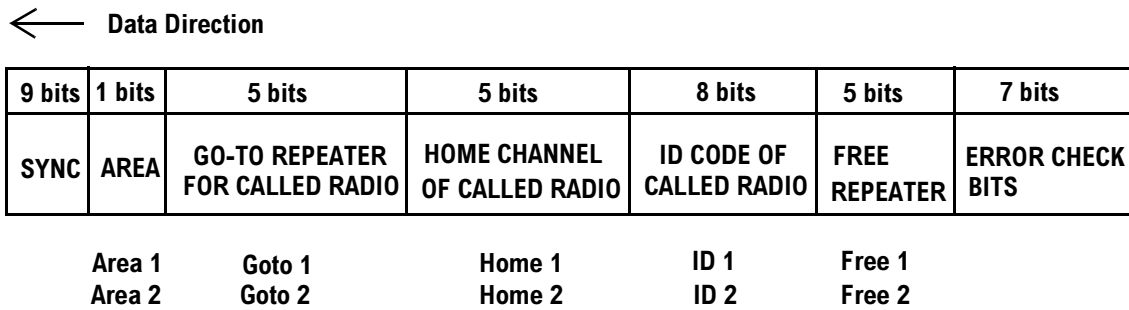 Data Direction
9 bits 1 bits 5 bits 5 bits 8 bits 5 bits 7 bits
SYNC AREA GO-TO REPEATER FOR CALLED RADIO HOME CHANNEL OF CALLED RADIO ID CODE OF CALLED RADIO FREE REPEATER ERROR CHECK BITS
Area 1 Goto 1 Home 1 ID 1 Free 1
Area 2 Goto 2 Home 2 ID 2 Free 2